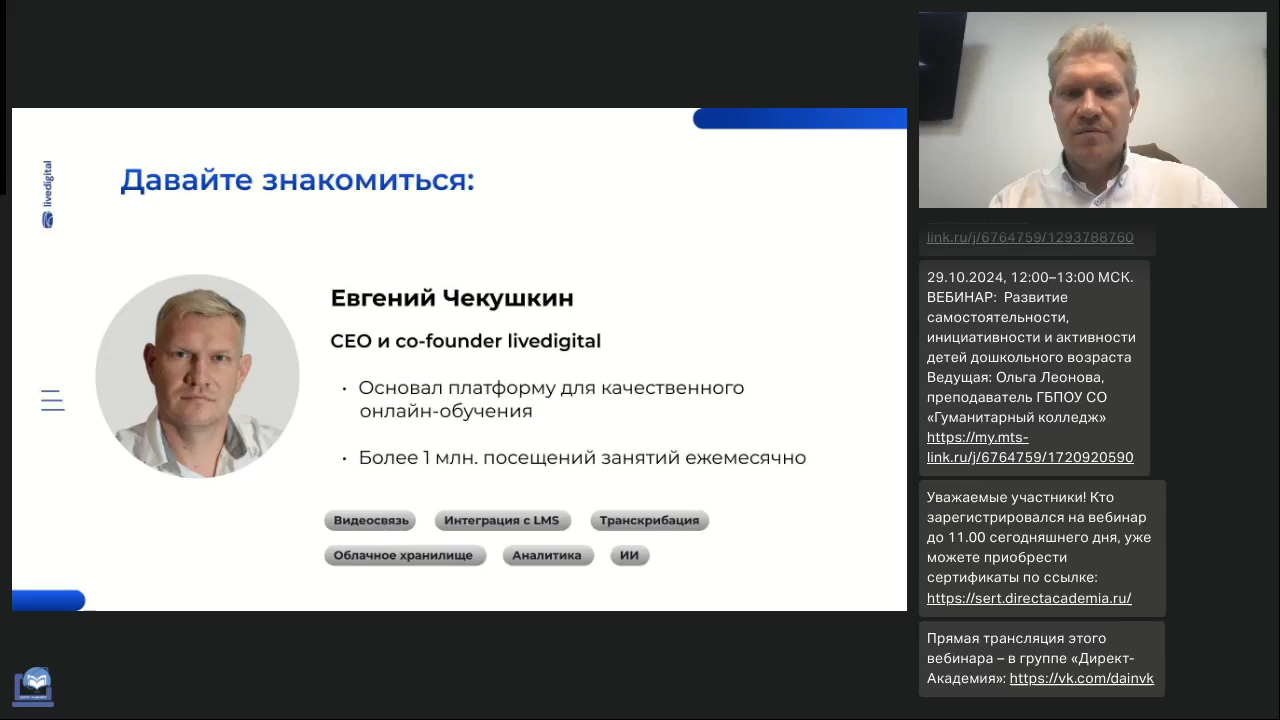 livedigital
Давайте знакомиться:
Евгений Чекушкин
CEO и co-founder livedigital
• Основал платформу для качественного
онлайн-обучения
• Более 1 млн. посещений занятий ежемесячно
Видеосвязь
Интеграция с LMS
Транскрибация
Облачное хранилище
Аналитика
ИИ
link.ru/j/6764759/1293788760
29.10.2024, 12:00–13:00 МСК.
ВЕБИНАР: Развитие
самостоятельности,
инициативности и активности
детей дошкольного возраста
Ведущая: Ольга Леонова,
преподаватель ГБПОУ СО
«Гуманитарный колледж»
https://my.mts-
link.ru/j/6764759/1720920590
Уважаемые участники! Кто
зарегистрировался на вебинар
до 11.00 сегодняшнего дня, уже
можете приобрести
сертификаты по ссылке:
https://sert.directacademia.ru/
Прямая трансляция этого
вебинара – в группе «Директ-
Академия»: https://vk.com/dainvk